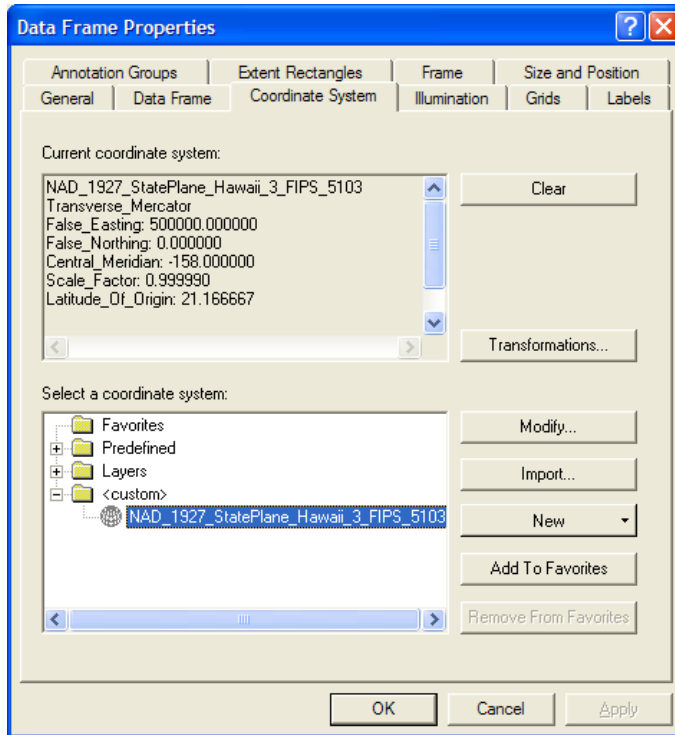 Data Frame Properties
Annotation Groups Extent Rectangles Frame Size and Position
General Data Frame Coordinate System Illumination Grids Labels
Current coordinate system:
NAD_1927_StatePlane_Hawaii_3_FIPS_5103
Transverse_Mercator
False_Easting: 500000.000000
False_Northing: 0.000000
Central_Meridian: -158.000000
Scale_Factor: 0.999990
Latitude_Of_Origin: 21.166667
Clear
Transformations...
Select a coordinate system:
Favorites
Predefined
Layers
<custom>
NAD_1927_StatePlane_Hawaii_3_FIPS_5103
Modify...
Import...
New
Add To Favorites
Remove From Favorites
OK Cancel Apply